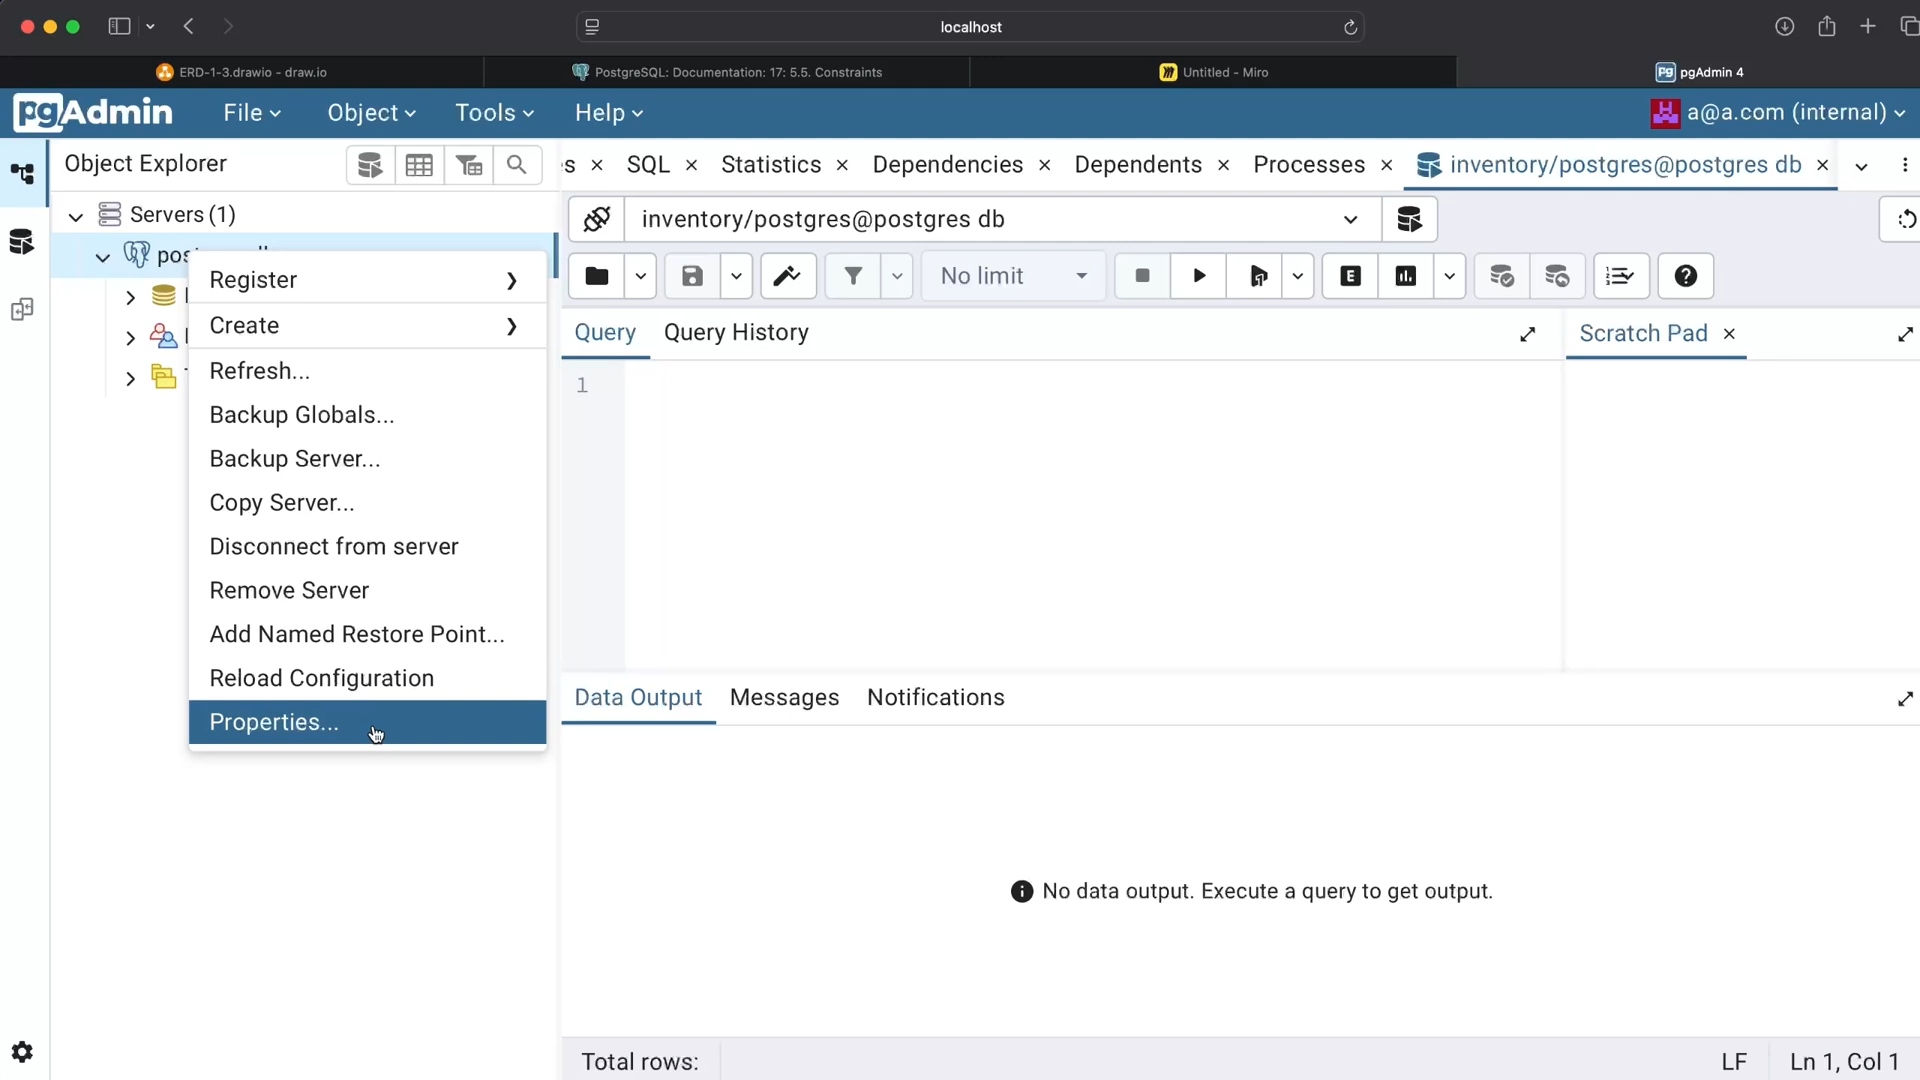 localhost
ERD-1-3.drawio - draw.io
PostgreSQL: Documentation: 17: 5.5. Constraints
Untitled - Miro
pgAdmin 4
pgAdmin
File
Object
Tools
Help
a@a.com (internal)
Object Explorer
SQL
Statistics
Dependencies
Dependents
Processes
inventory/postgres@postgres db
Servers (1)
inventory/postgres@postgres db
No limit
Register
Create
Refresh...
Backup Globals...
Backup Server...
Copy Server...
Disconnect from server
Remove Server
Add Named Restore Point...
Reload Configuration
Properties...
Query
Query History
Scratch Pad
1
Data Output
Messages
Notifications
No data output. Execute a query to get output.
Total rows:
LF
Ln 1, Col 1